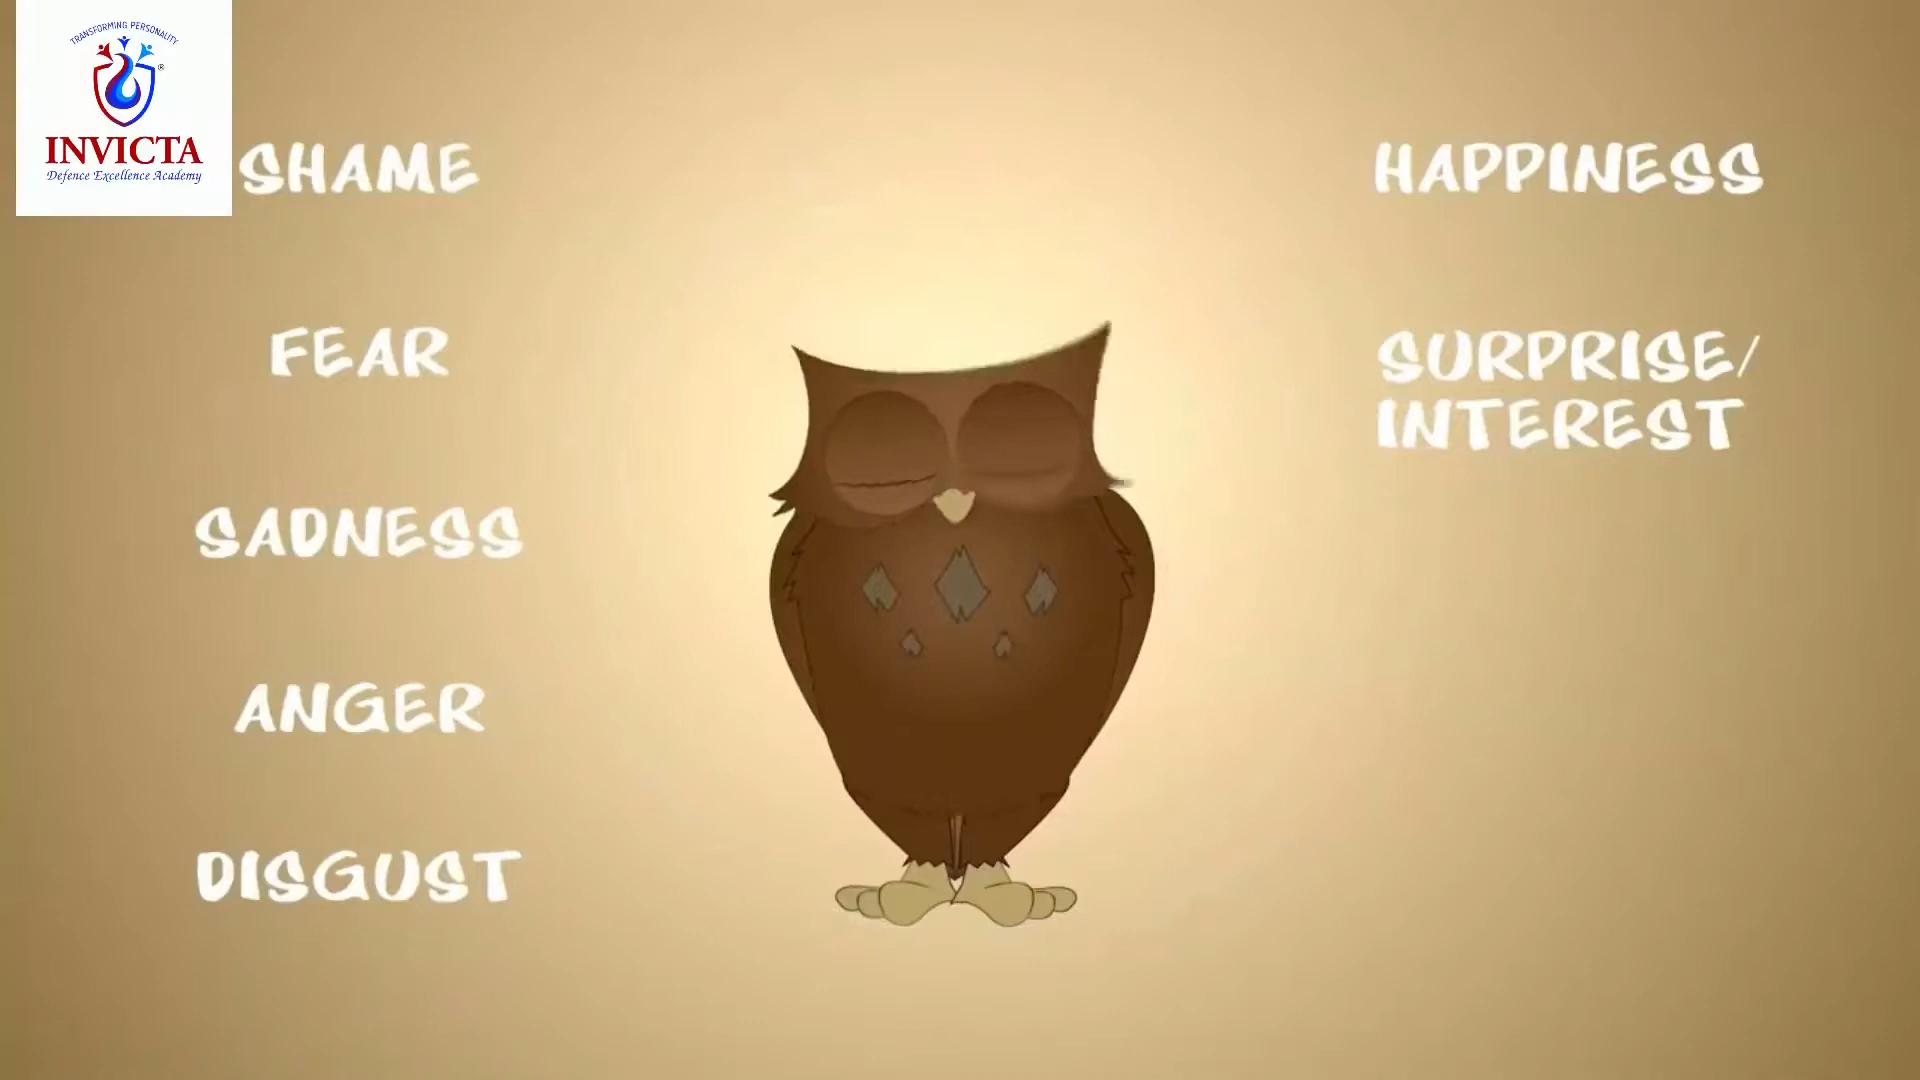 TRANSFORMING PERSONALITY
®
INVICTA
Defence Excellence Academy
SHAME
FEAR
SADNESS
ANGER
DISGUST
HAPPINESS
SURPRISE/
INTEREST